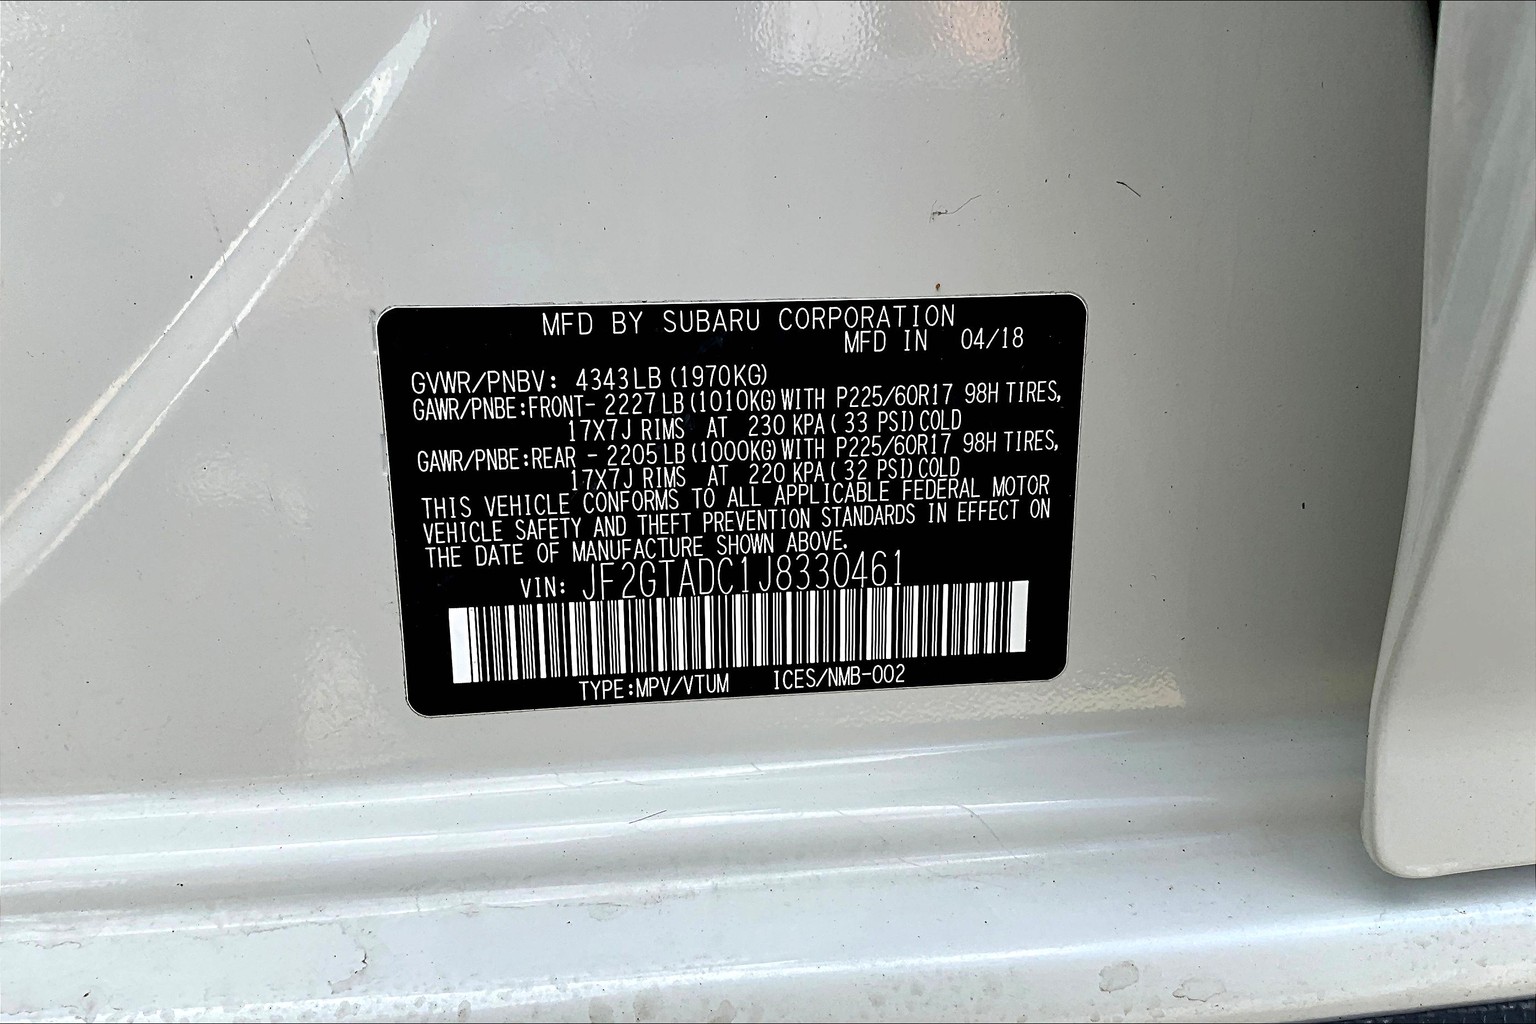 MFD BY SUBARU CORPORATION
MFD IN 04/18
GVWR/PNBV: 4343LB (1970KG)
GAWR/PNBE:FRONT- 2227LB (1010KG) WITH P225/60R17 98H TIRES,
17X7J RIMS AT 230 KPA ( 33 PSI) COLD
GAWR/PNBE:REAR - 2205LB (1000KG) WITH P225/60R17 98H TIRES,
17X7J RIMS AT 220 KPA ( 32 PSI) COLD
THIS VEHICLE CONFORMS TO ALL APPLICABLE FEDERAL MOTOR
VEHICLE SAFETY AND THEFT PREVENTION STANDARDS IN EFFECT ON
THE DATE OF MANUFACTURE SHOWN ABOVE.
VIN: JF2GTADC1J8330461
TYPE:MPV/VTUM ICES/NMB-002